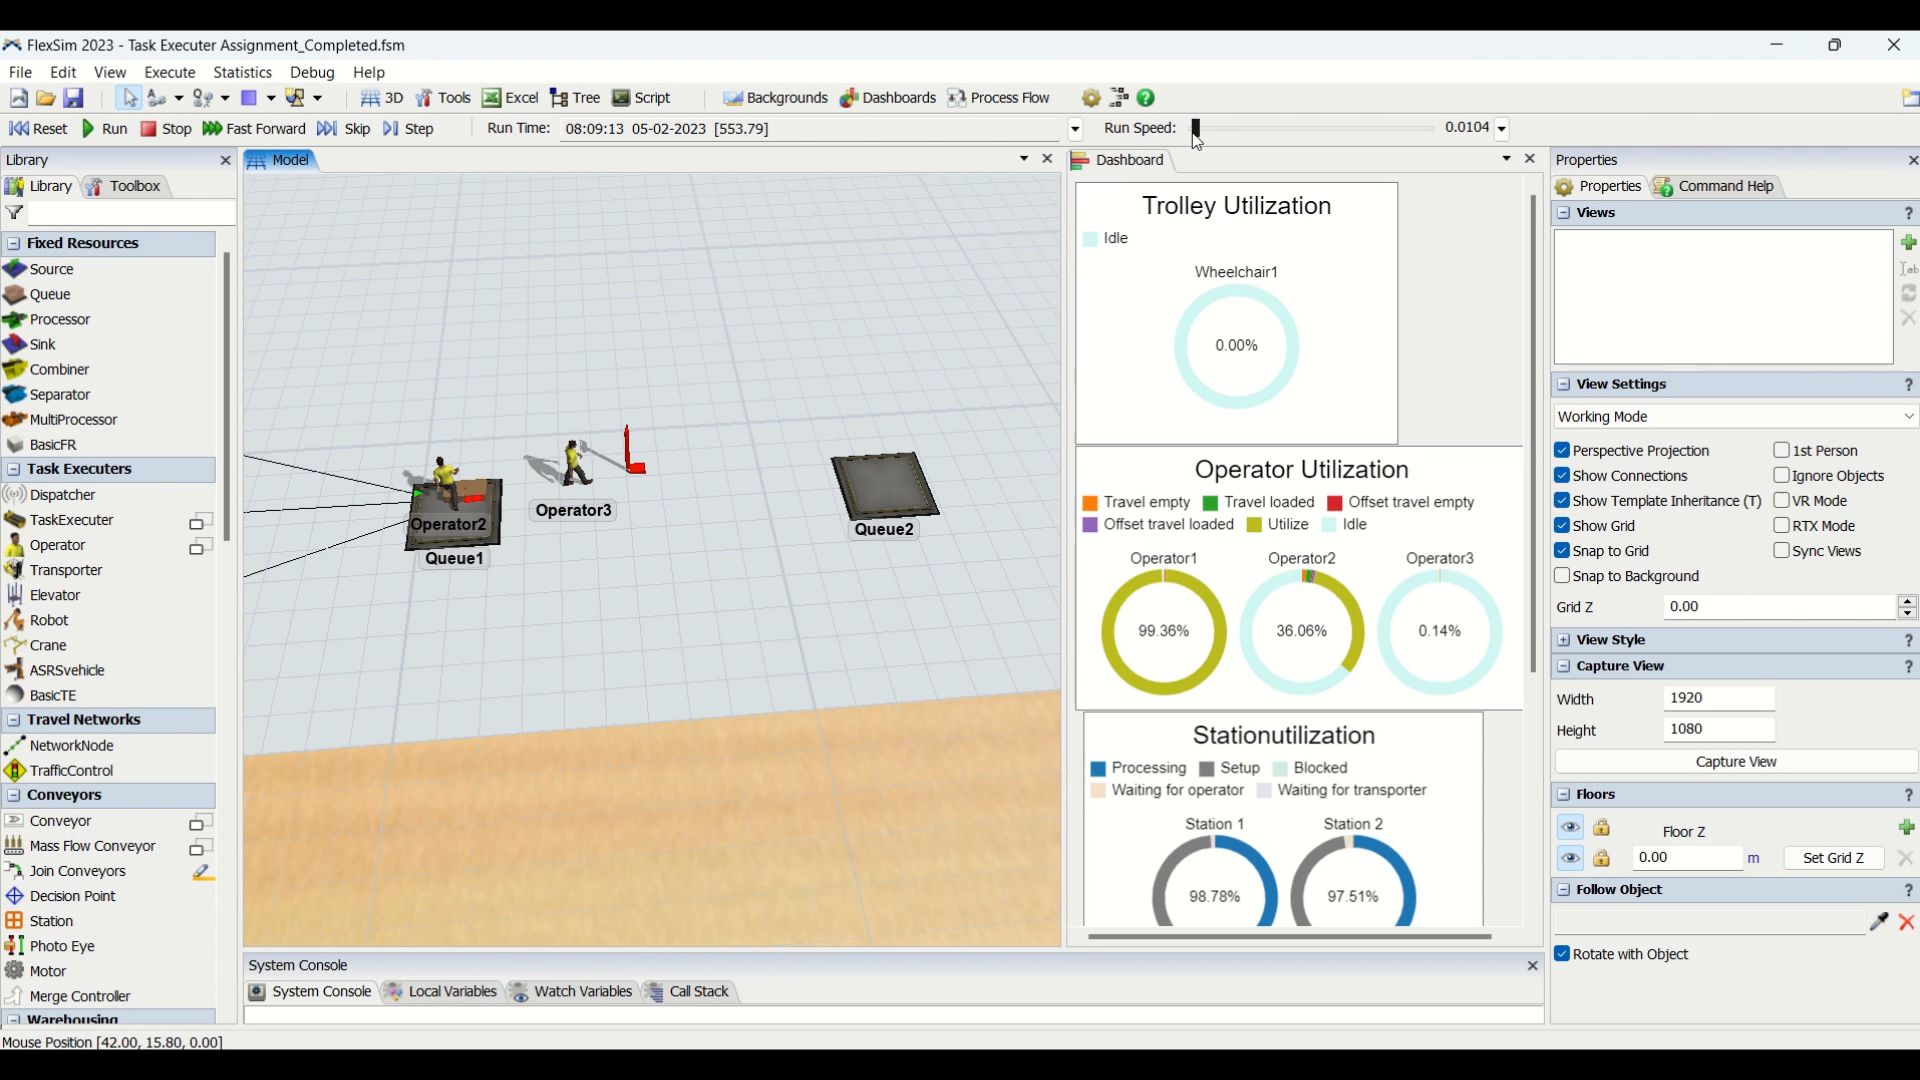 FlexSim 2023 - Task Executer Assignment_Completed.fsm
File Edit View Execute Statistics Debug Help
3D Tools Excel Tree Script Backgrounds Dashboards Process Flow
Reset Run Stop Fast Forward Skip Step Run Time: 08:09:13 05-02-2023 [553.79] Run Speed: 0.0104
Library
Library Toolbox
Fixed Resources
Source
Queue
Processor
Sink
Combiner
Separator
MultiProcessor
BasicFR
Task Executers
Dispatcher
TaskExecuter
Operator
Transporter
Elevator
Robot
Crane
ASRSvehicle
BasicTE
Travel Networks
NetworkNode
TrafficControl
Conveyors
Conveyor
Mass Flow Conveyor
Join Conveyors
Decision Point
Station
Photo Eye
Motor
Merge Controller
Warehousing
Mouse Position [42.00, 15.80, 0.00]
Model
Operator2
Queue1
Operator3
Queue2
Dashboard
Trolley Utilization
Idle
Wheelchair1
0.00%
Operator Utilization
Travel empty Travel loaded Offset travel empty
Offset travel loaded Utilize Idle
Operator1 Operator2 Operator3
99.36% 36.06% 0.14%
Stationutilization
Processing Setup Blocked
Waiting for operator Waiting for transporter
Station 1 Station 2
98.78% 97.51%
System Console
System Console Local Variables Watch Variables Call Stack
Properties
Properties Command Help
Views ?
View Settings ?
Working Mode
Perspective Projection 1st Person
Show Connections Ignore Objects
Show Template Inheritance (T) VR Mode
Show Grid RTX Mode
Snap to Grid Sync Views
Snap to Background
Grid Z 0.00
View Style ?
Capture View ?
Width 1920
Height 1080
Capture View
Floors ?
Floor Z
0.00 m Set Grid Z
Follow Object ?
Rotate with Object